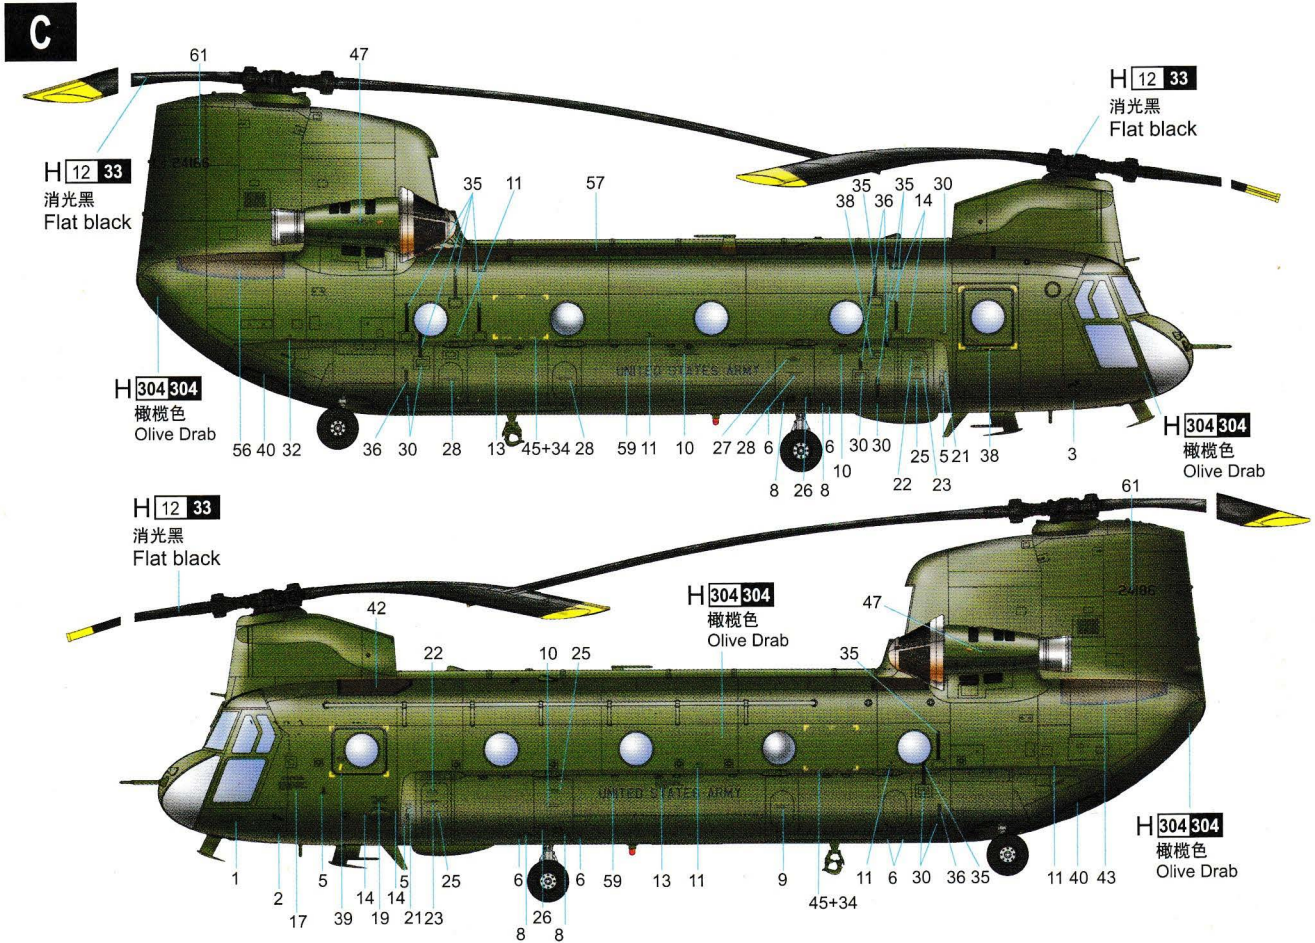 C
61
47
H 12 33
消光黑
Flat black
H 12 33
消光黑
Flat black
24166
35
11
57
35
35
30
38
36
14
UNITED STATES ARMY
H 304 304
橄榄色
Olive Drab
H 304 304
橄榄色
Olive Drab
56 40 32 36 30 28 13 45+34 28 59 11 10 27 28 6 6 30 30 25 5 21 38 3
10
8 26 8 22 23
H 12 33
消光黑
Flat black
61
H 304 304
橄榄色
Olive Drab
47
42
22
10
25
35
UNITED STATES ARMY
H 304 304
橄榄色
Olive Drab
1 5 5 25 6 6 59 13 11 9 11 6 30 36 35 11 40 43
2 14 14
45+34
17 39 19 21 23 26
8 8